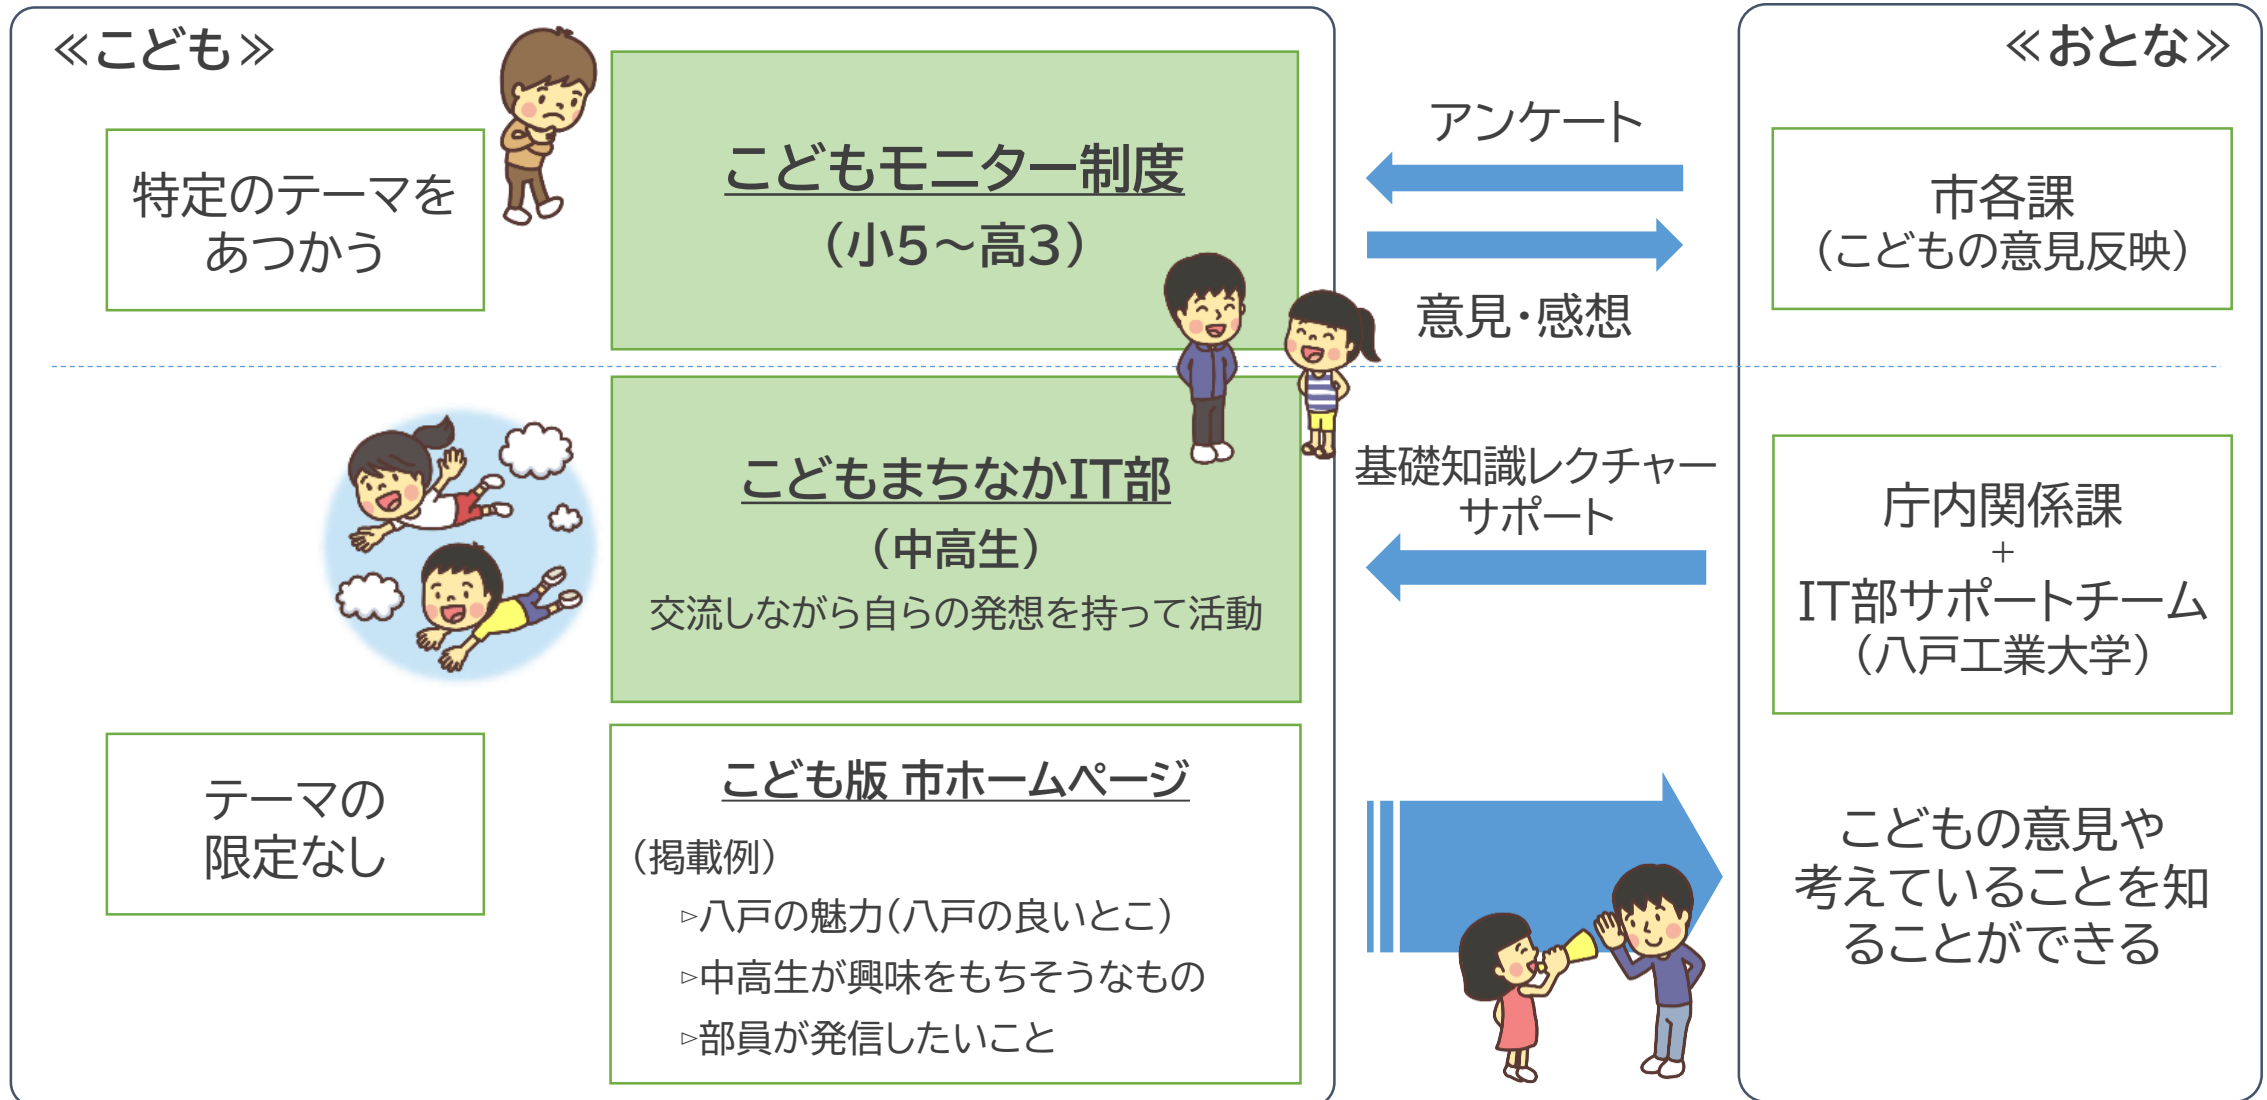 ≪こども≫
特定のテーマを
あつかう
こどもモニター制度
（小5～高3）
アンケート
意見・感想
≪おとな≫
市各課
（こどもの意見反映）
こどもまちなかIT部
（中高生）
交流しながら自らの発想を持って活動
基礎知識レクチャー
サポート
庁内関係課
＋
IT部サポートチーム
（八戸工業大学）
テーマの
限定なし
こども版 市ホームページ
（掲載例）
▹八戸の魅力(八戸の良いとこ）
▹中高生が興味をもちそうなもの
▹部員が発信したいこと
こどもの意見や
考えていることを知
ることができる